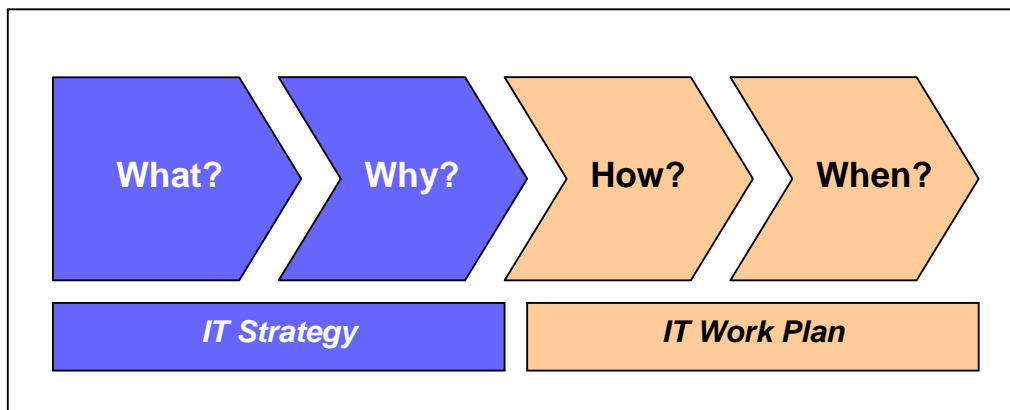 What?
Why?
How?
When?
IT Strategy
IT Work Plan